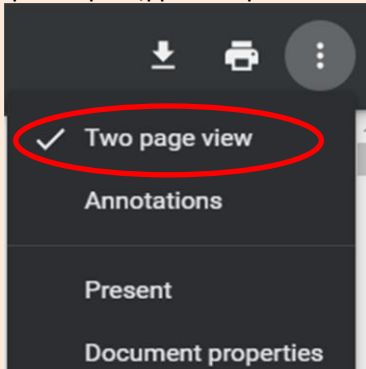 Two page view
Annotations
Present
Document properties